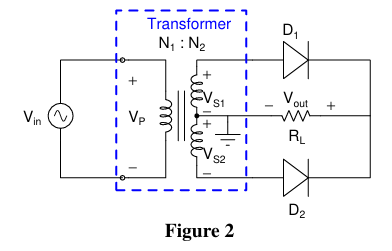 Transformer
N1 : N2
D1
+
+
+
Vin
VP
VS1
−
−
Vout
+
+
RL
VS2
−
−
D2
Figure 2